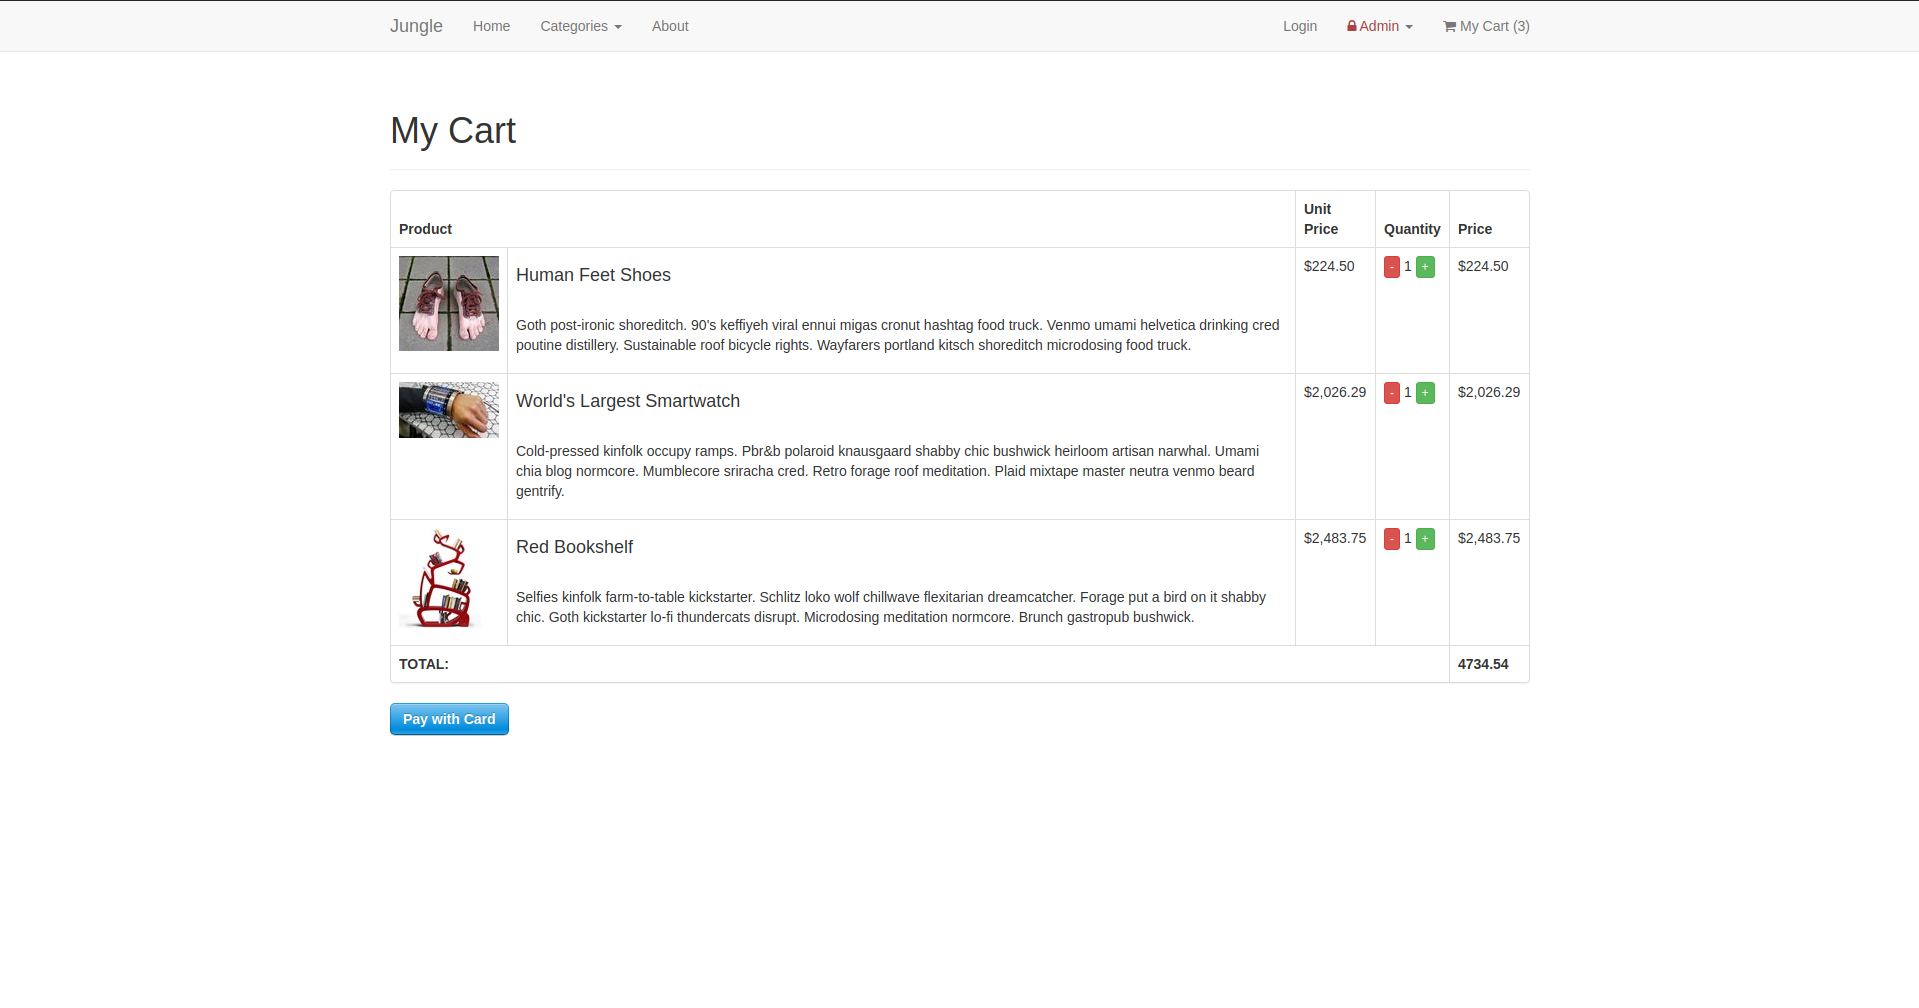 Jungle Home Categories About Login Admin My Cart (3)
My Cart
Product Unit Price Quantity Price
Human Feet Shoes $224.50 - 1 + $224.50
Goth post-ironic shoreditch. 90's keffiyeh viral ennui migas cronut hashtag food truck. Venmo umami helvetica drinking cred
poutine distillery. Sustainable roof bicycle rights. Wayfarers portland kitsch shoreditch microdosing food truck.
World's Largest Smartwatch $2,026.29 - 1 + $2,026.29
Cold-pressed kinfolk occupy ramps. Pbr&b polaroid knausgaard shabby chic bushwick heirloom artisan narwhal. Umami
chia blog normcore. Mumblecore sriracha cred. Retro forage roof meditation. Plaid mixtape master neutra venmo beard
gentrify.
Red Bookshelf $2,483.75 - 1 + $2,483.75
Selfies kinfolk farm-to-table kickstarter. Schlitz loko wolf chillwave flexitarian dreamcatcher. Forage put a bird on it shabby
chic. Goth kickstarter lo-fi thundercats disrupt. Microdosing meditation normcore. Brunch gastropub bushwick.
TOTAL: 4734.54
Pay with Card